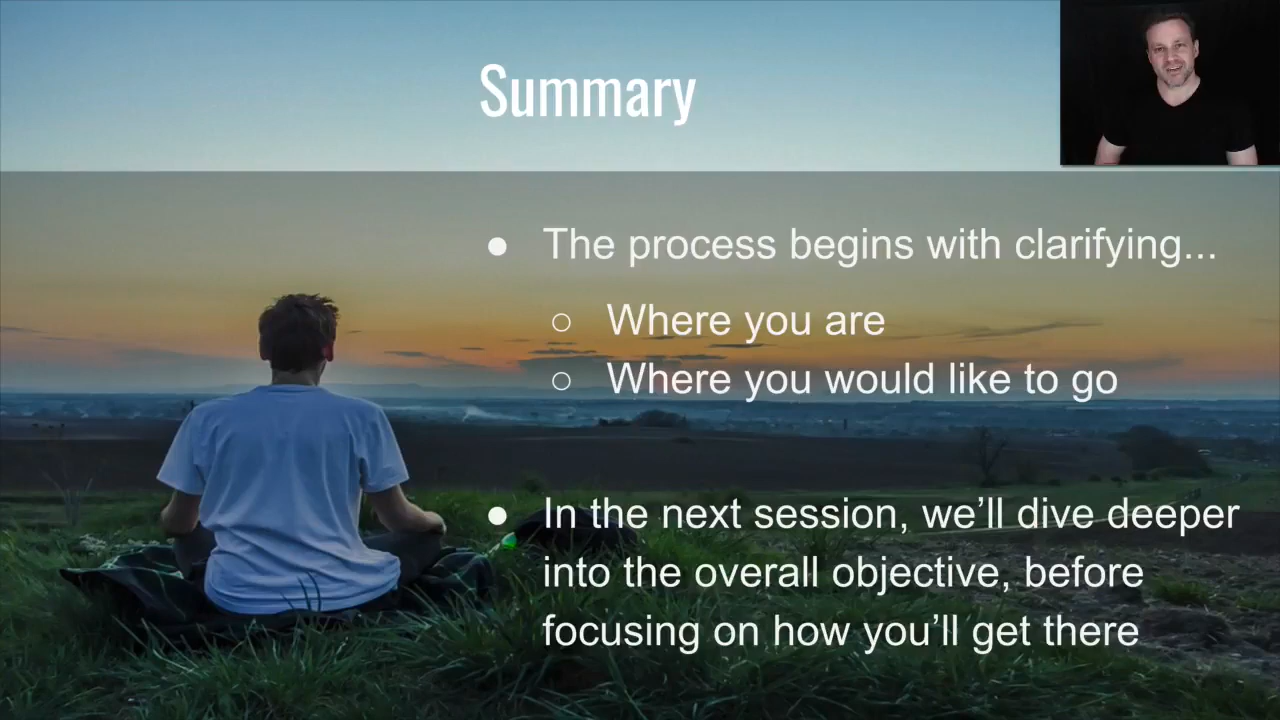 Summary
● The process begins with clarifying...
○ Where you are
○ Where you would like to go
● In the next session, we’ll dive deeper
into the overall objective, before
focusing on how you’ll get there